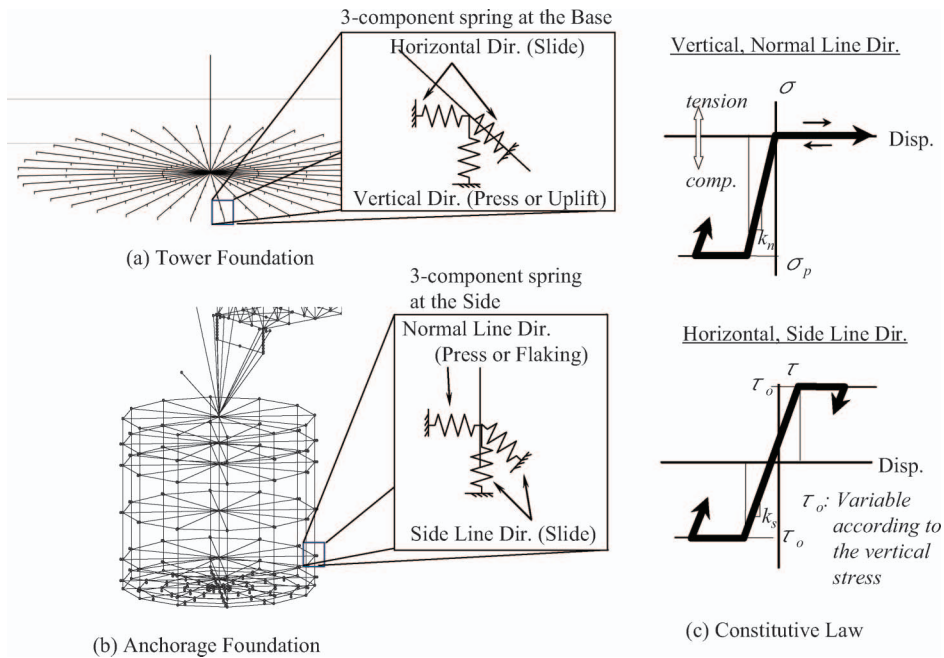 3-component spring at the Base
Horizontal Dir. (Slide)
Vertical Dir. (Press or Uplift)
(a) Tower Foundation
3-component spring
at the Side
Normal Line Dir.
(Press or Flaking)
Side Line Dir. (Slide)
(b) Anchorage Foundation
Vertical, Normal Line Dir.
σ
tension
Disp.
comp.
k_n
σ_p
Horizontal, Side Line Dir.
τ
τ_o
Disp.
k_s
τ_o
τ_o: Variable
according to
the vertical
stress
(c) Constitutive Law